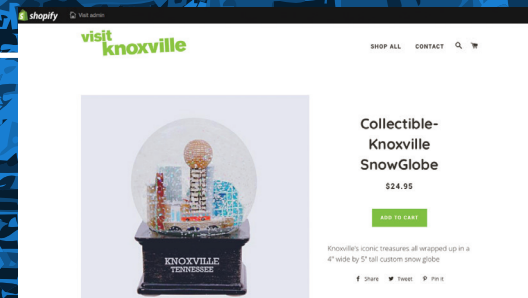 shopify
Visit admin
visit
knoxville
SHOP ALL
CONTACT
Collectible-
Knoxville
SnowGlobe
$24.95
ADD TO CART
KNOXVILLE
TENNESSEE
Knoxville's iconic treasures all wrapped up in a
4" wide by 5" tall custom snow globe
Share
Tweet
Pin it